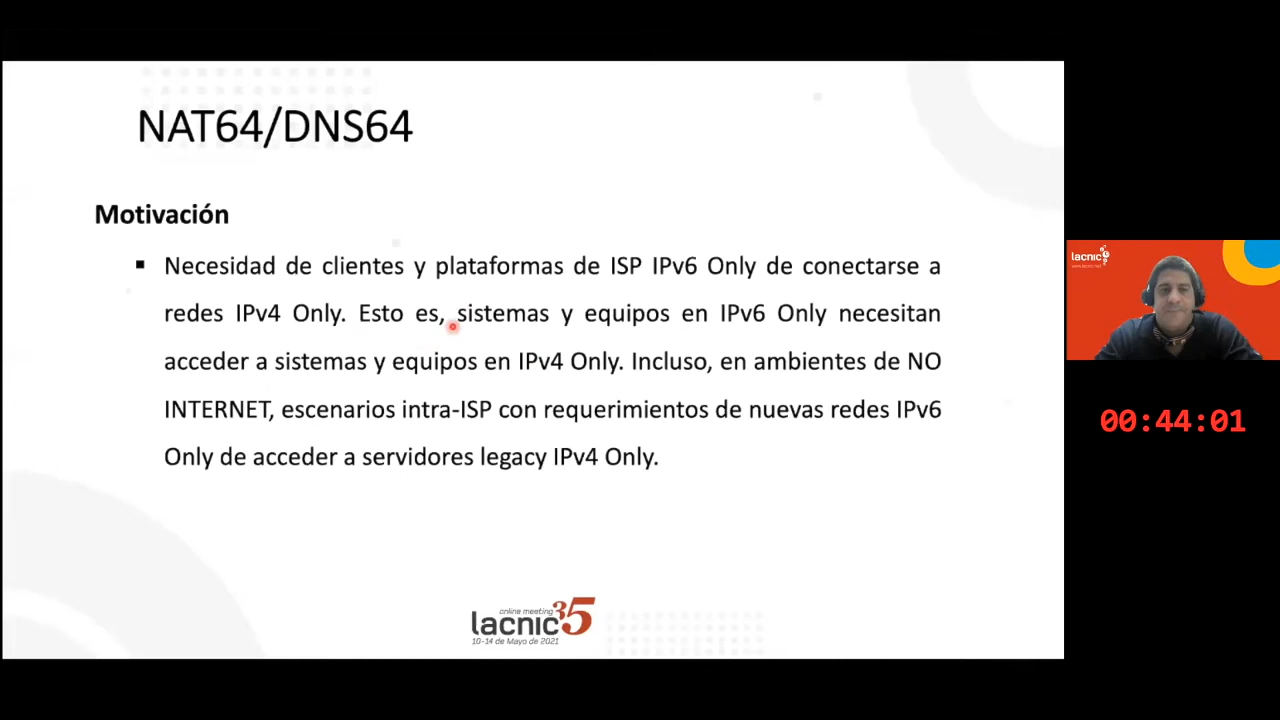 NAT64/DNS64
Motivación
▪ Necesidad de clientes y plataformas de ISP IPv6 Only de conectarse a
redes IPv4 Only. Esto es, sistemas y equipos en IPv6 Only necesitan
acceder a sistemas y equipos en IPv4 Only. Incluso, en ambientes de NO
INTERNET, escenarios intra-ISP con requerimientos de nuevas redes IPv6
Only de acceder a servidores legacy IPv4 Only.
online meeting
lacnic 35
10-14 de Mayo de 2021
lacnic
00:44:01